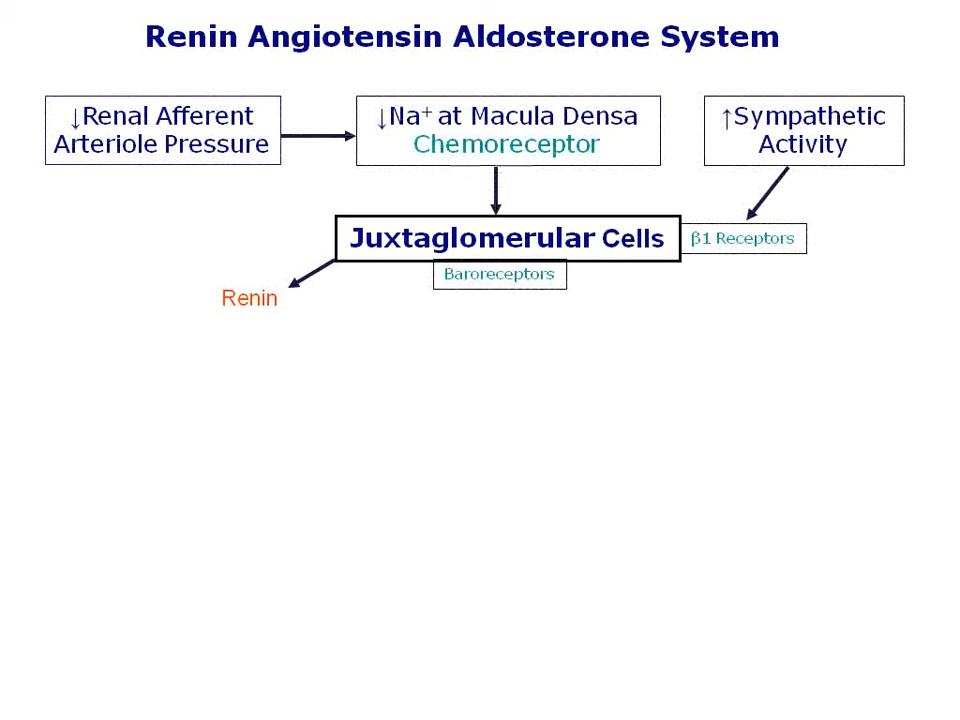 Renin Angiotensin Aldosterone System
↓Renal Afferent
Arteriole Pressure
↓Na⁺ at Macula Densa
Chemoreceptor
↑Sympathetic
Activity
Juxtaglomerular Cells
β1 Receptors
Baroreceptors
Renin